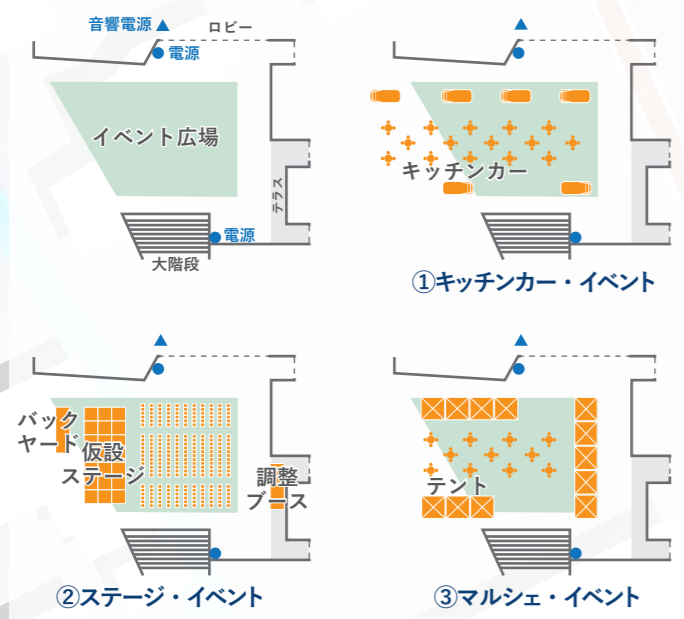 音響電源
ロビー
電源
イベント広場
テラス
電源
大階段
キッチンカー
①キッチンカー・イベント
バック
ヤード
仮設
ステージ
調整
ブース
②ステージ・イベント
テント
③マルシェ・イベント